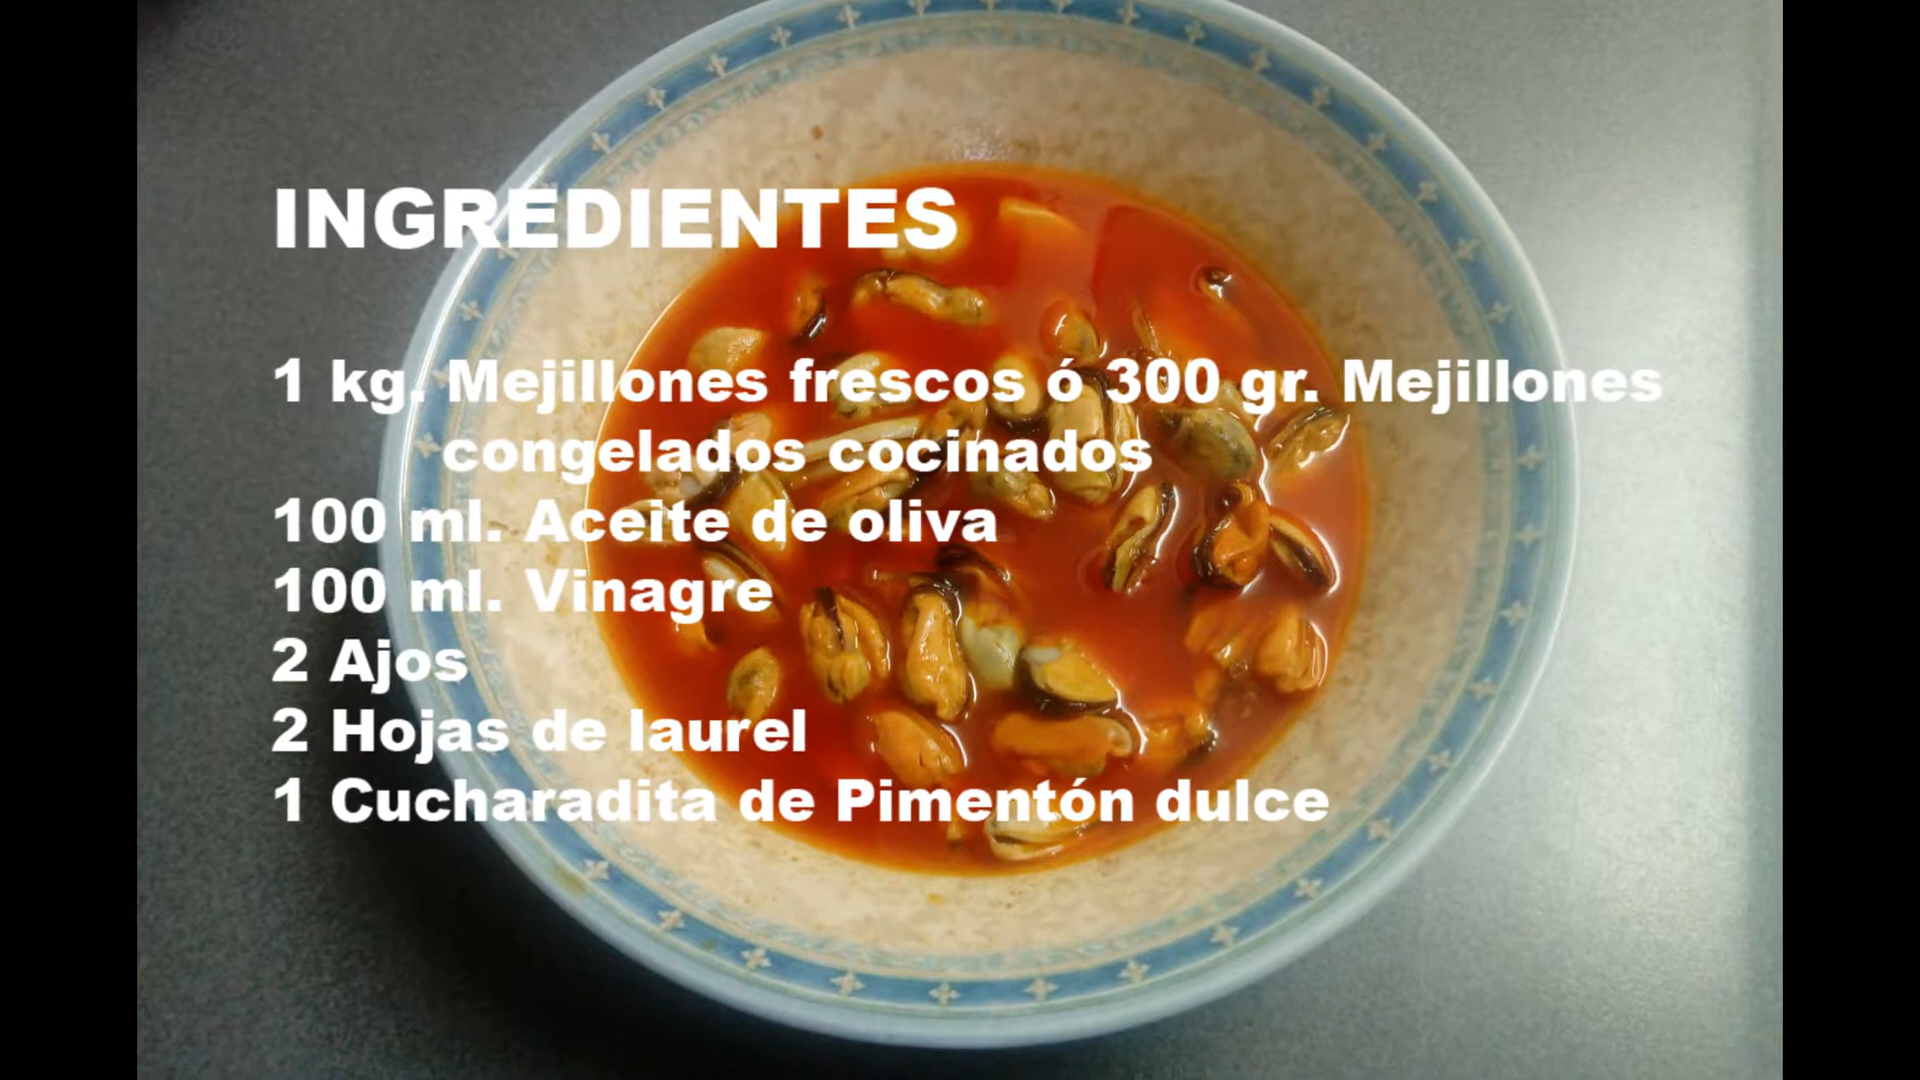 INGREDIENTES
1 kg. Mejillones frescos ó 300 gr. Mejillones
congelados cocinados
100 ml. Aceite de oliva
100 ml. Vinagre
2 Ajos
2 Hojas de laurel
1 Cucharadita de Pimentón dulce